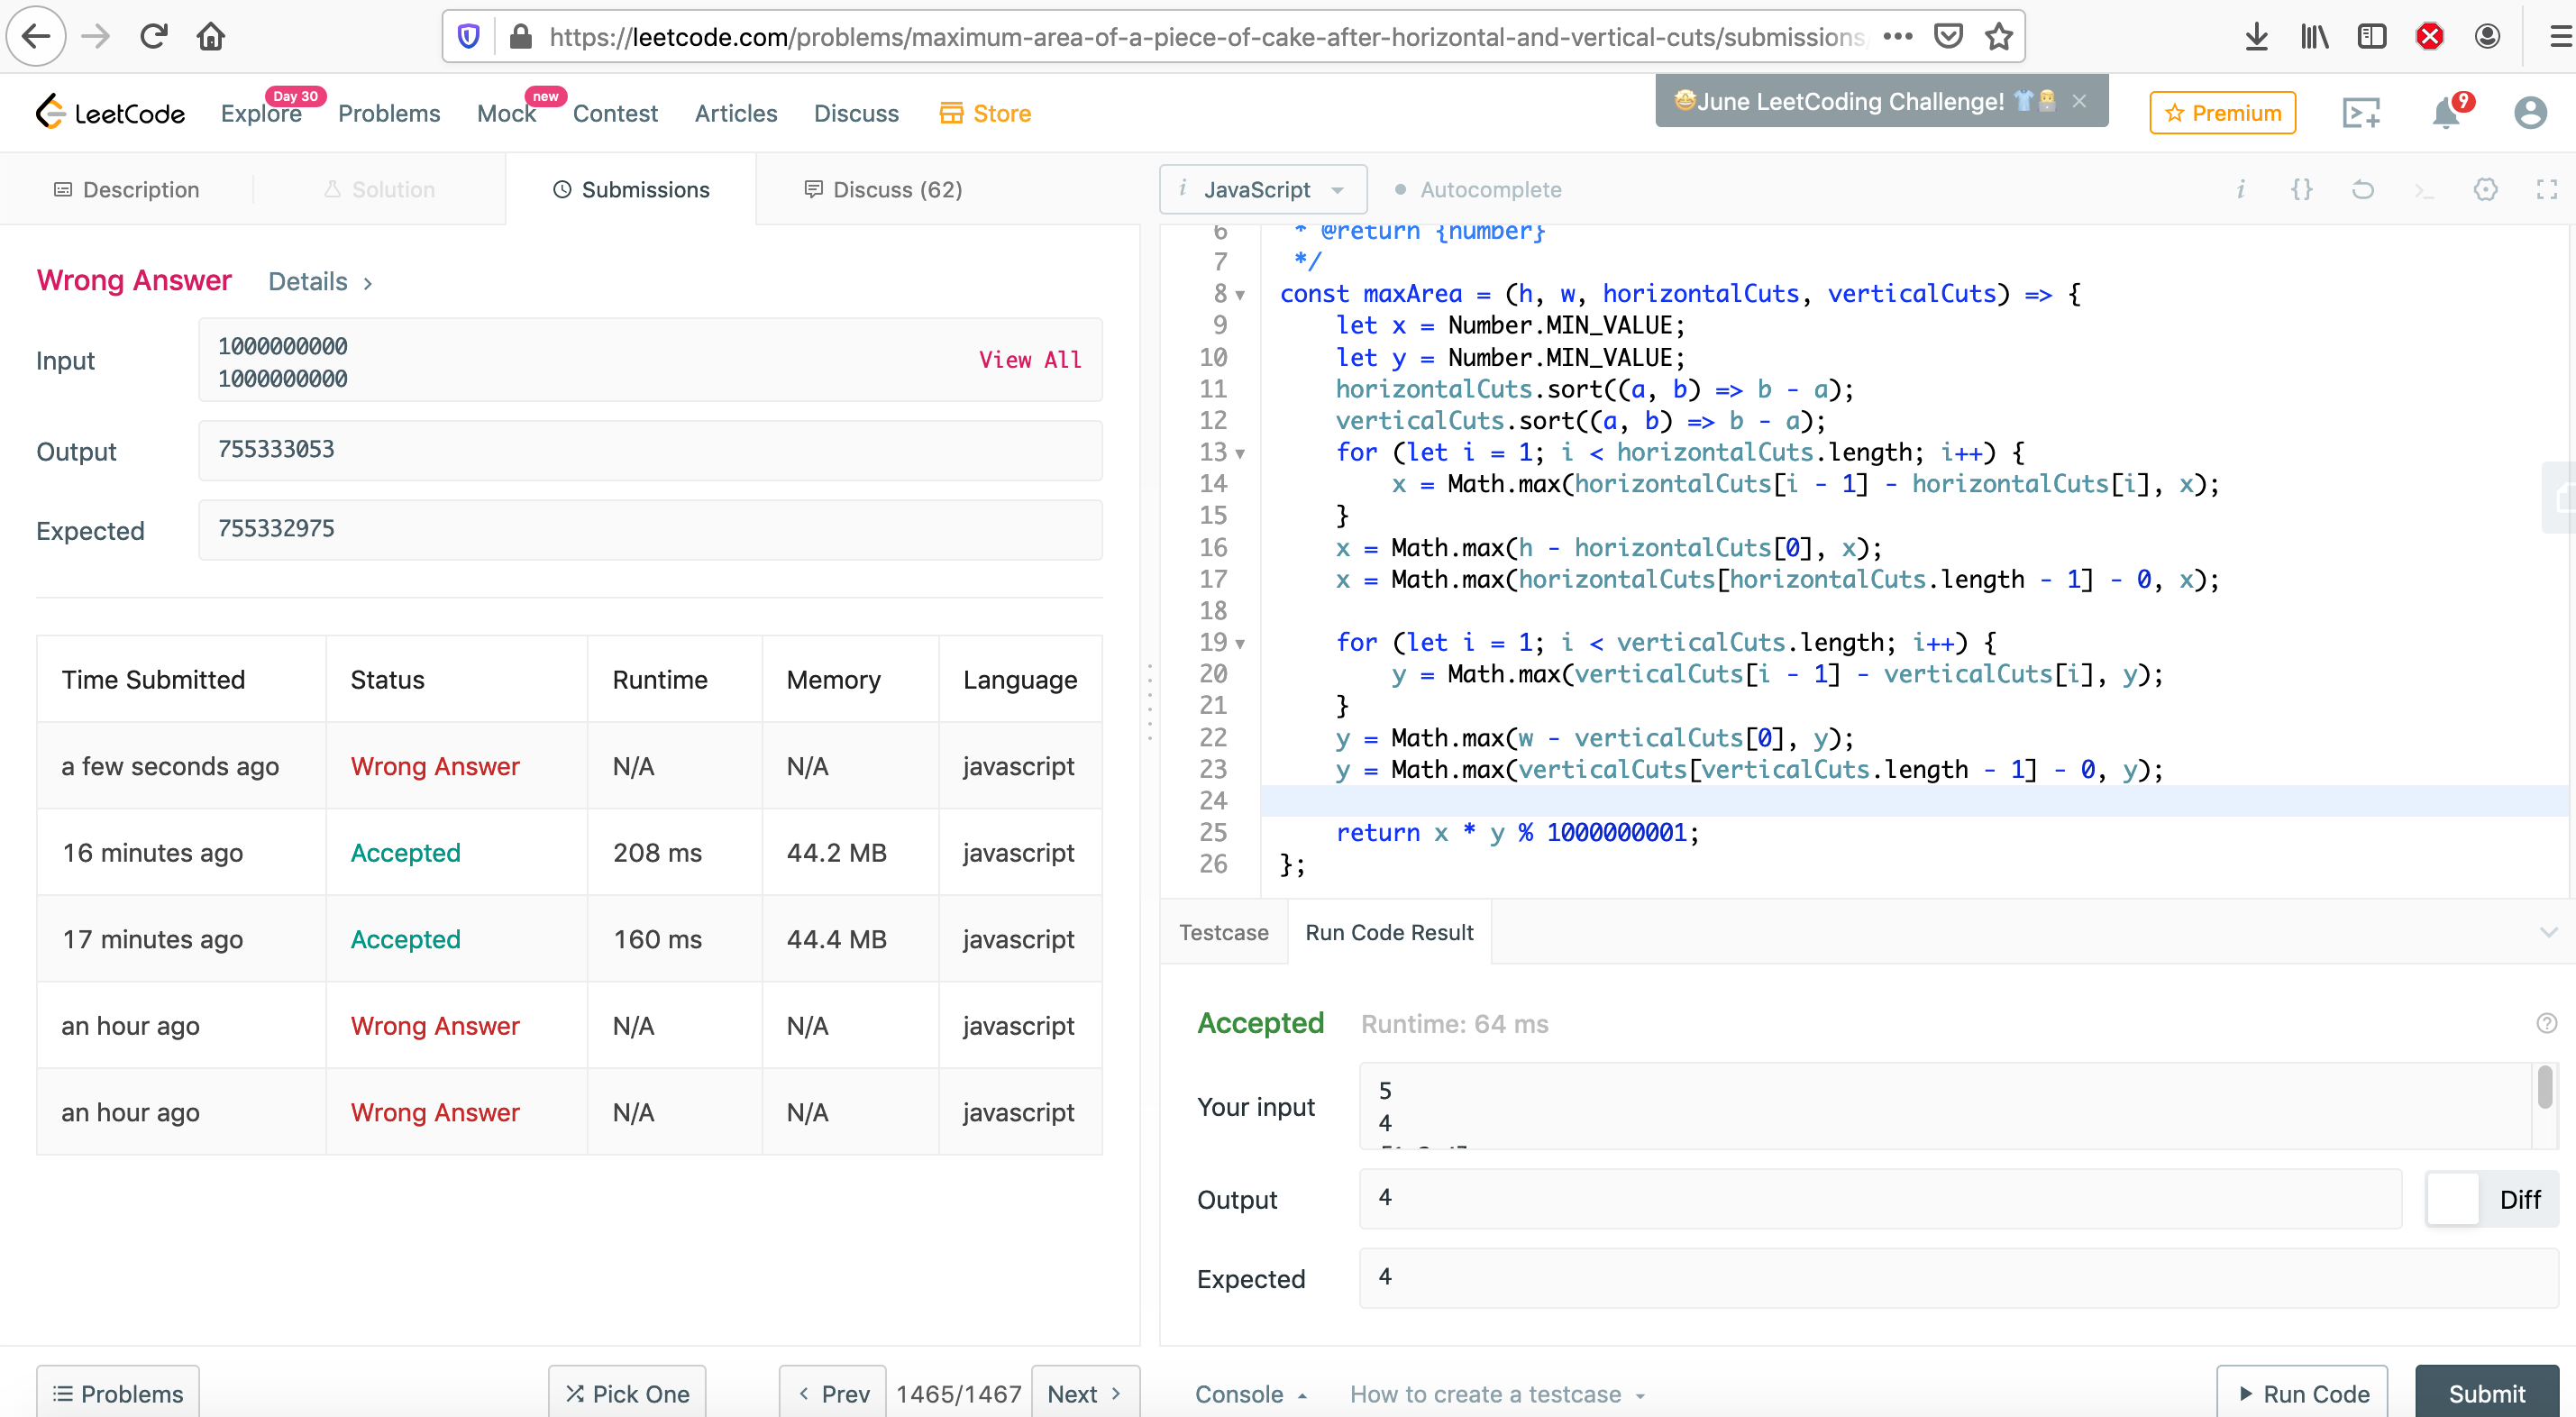 https://leetcode.com/problems/maximum-area-of-a-piece-of-cake-after-horizontal-and-vertical-cuts/submissions
LeetCode
Explore
Day 30
Problems
Mock
new
Contest
Articles
Discuss
Store
🤩June LeetCoding Challenge! 👕
Premium
9
Description
Solution
Submissions
Discuss (62)
i JavaScript
Autocomplete
i {}
Wrong Answer Details >
Input
1000000000
1000000000
View All
Output
755333053
Expected
755332975
Time Submitted Status Runtime Memory Language
a few seconds ago Wrong Answer N/A N/A javascript
16 minutes ago Accepted 208 ms 44.2 MB javascript
17 minutes ago Accepted 160 ms 44.4 MB javascript
an hour ago Wrong Answer N/A N/A javascript
an hour ago Wrong Answer N/A N/A javascript
6 * @return {number}
7 */
8 const maxArea = (h, w, horizontalCuts, verticalCuts) => {
9 let x = Number.MIN_VALUE;
10 let y = Number.MIN_VALUE;
11 horizontalCuts.sort((a, b) => b - a);
12 verticalCuts.sort((a, b) => b - a);
13 for (let i = 1; i < horizontalCuts.length; i++) {
14 x = Math.max(horizontalCuts[i - 1] - horizontalCuts[i], x);
15 }
16 x = Math.max(h - horizontalCuts[0], x);
17 x = Math.max(horizontalCuts[horizontalCuts.length - 1] - 0, x);
18
19 for (let i = 1; i < verticalCuts.length; i++) {
20 y = Math.max(verticalCuts[i - 1] - verticalCuts[i], y);
21 }
22 y = Math.max(w - verticalCuts[0], y);
23 y = Math.max(verticalCuts[verticalCuts.length - 1] - 0, y);
24
25 return x * y % 1000000001;
26 };
Testcase
Run Code Result
Accepted Runtime: 64 ms
Your input
5
4
Output
4
Diff
Expected
4
Problems
Pick One
< Prev
1465/1467
Next >
Console
How to create a testcase
Run Code
Submit